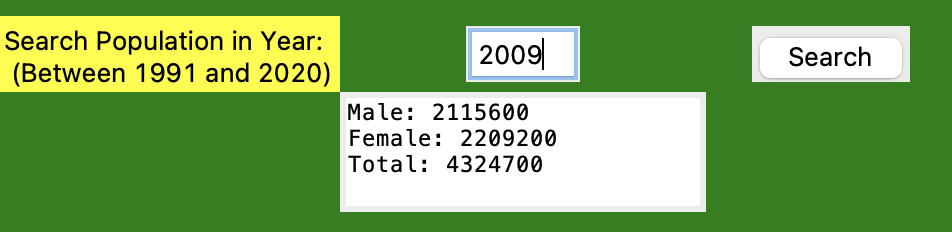 Search Population in Year:
(Between 1991 and 2020)
2009
Search
Male: 2115600
Female: 2209200
Total: 4324700